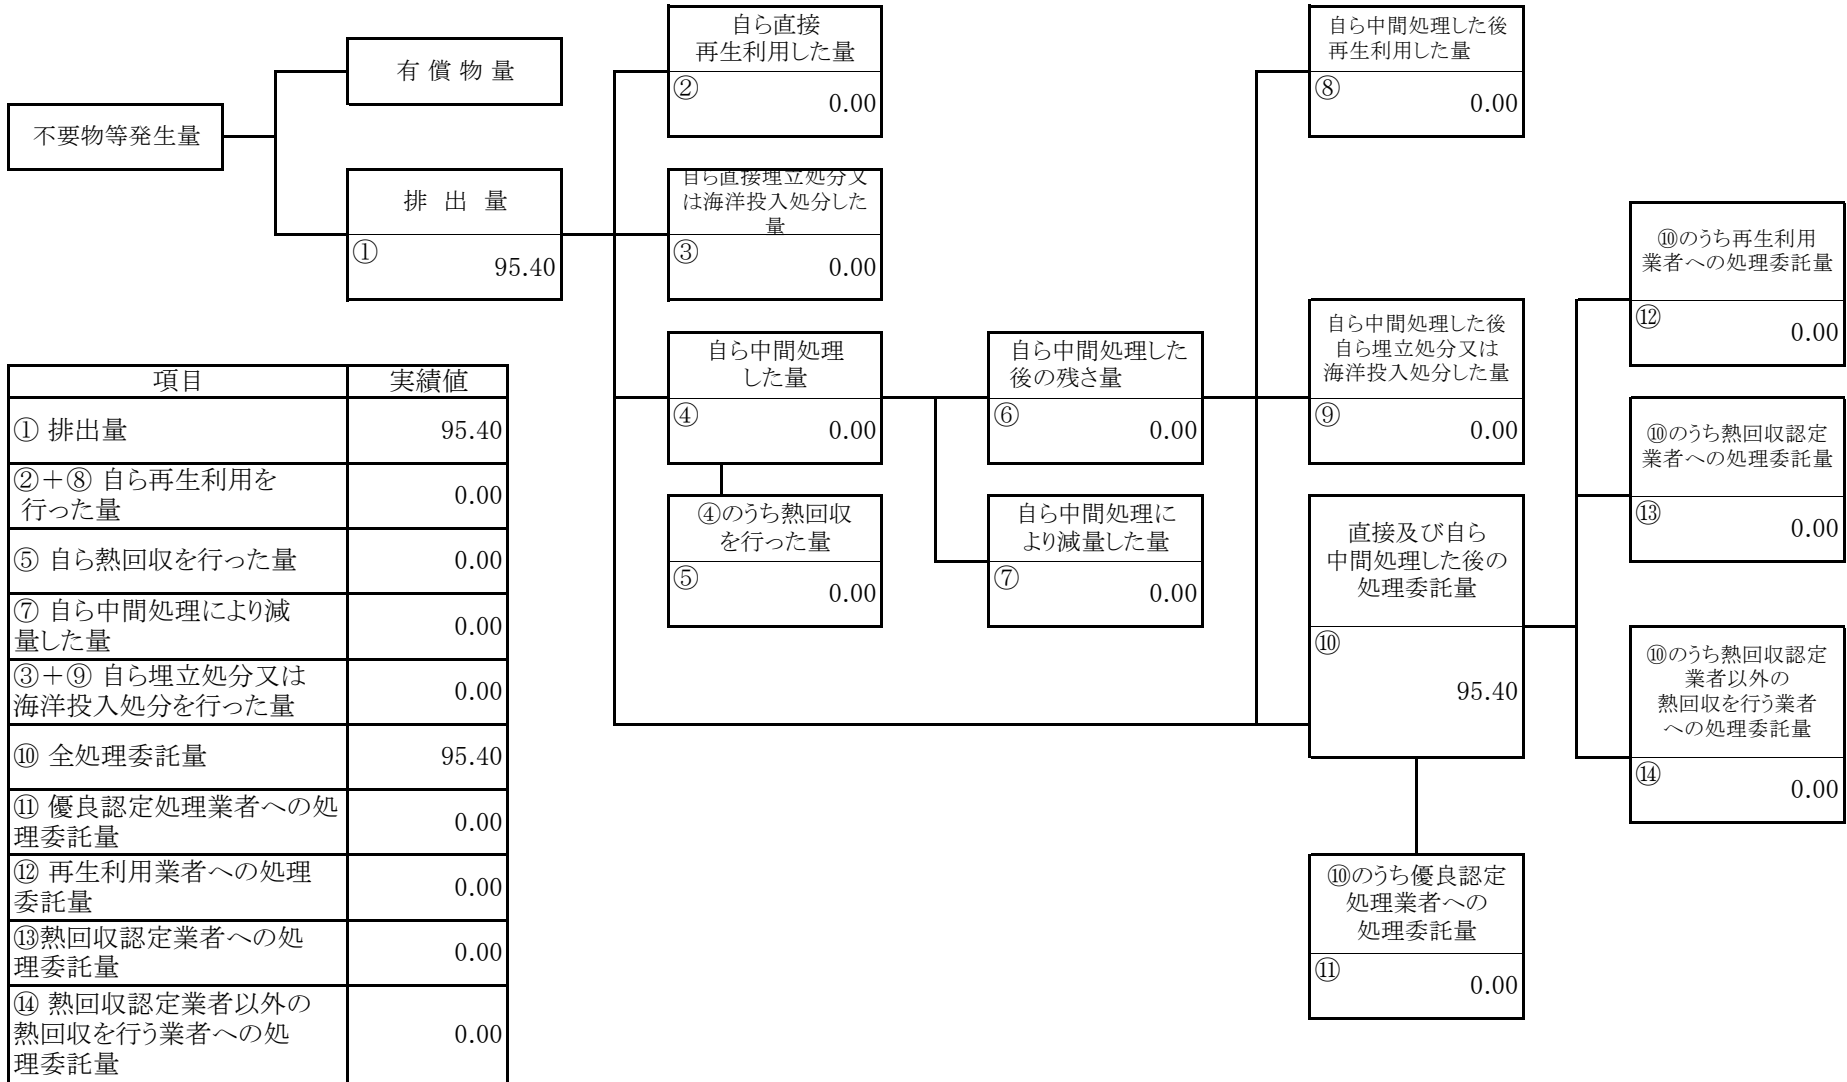 不要物等発生量
有 償 物 量
排 出 量
①
95.40
自ら直接
再生利用した量
②
0.00
自ら直接埋立処分又
は海洋投入処分した
量
③
0.00
自ら中間処理
した量
④
0.00
④のうち熱回収
を行った量
⑤
0.00
自ら中間処理した
後の残さ量
⑥
0.00
自ら中間処理に
より減量した量
⑦
0.00
自ら中間処理した後
再生利用した量
⑧
0.00
自ら中間処理した後
自ら埋立処分又は
海洋投入処分した量
⑨
0.00
直接及び自ら
中間処理した後の
処理委託量
⑩
95.40
⑩のうち優良認定
処理業者への
処理委託量
⑪
0.00
⑩のうち再生利用
業者への処理委託量
⑫
0.00
⑩のうち熱回収認定
業者への処理委託量
⑬
0.00
⑩のうち熱回収認定
業者以外の
熱回収を行う業者
への処理委託量
⑭
0.00
項目 実績値
① 排出量 95.40
②+⑧ 自ら再生利用を
行った量 0.00
⑤ 自ら熱回収を行った量 0.00
⑦ 自ら中間処理により減
量した量 0.00
③+⑨ 自ら埋立処分又は
海洋投入処分を行った量 0.00
⑩ 全処理委託量 95.40
⑪ 優良認定処理業者への処
理委託量 0.00
⑫ 再生利用業者への処理
委託量 0.00
⑬熱回収認定業者への処
理委託量 0.00
⑭ 熱回収認定業者以外の
熱回収を行う業者への処
理委託量 0.00